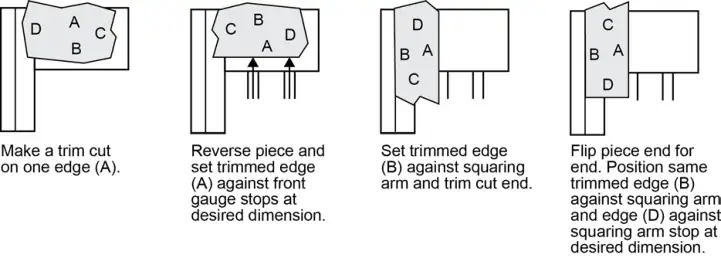 D A C
B
Make a trim cut
on one edge (A).
C B D
A
Reverse piece and
set trimmed edge
(A) against front
gauge stops at
desired dimension.
D
B A
C
Set trimmed edge
(B) against squaring
arm and trim cut end.
C
B A
D
Flip piece end for
end. Position same
trimmed edge (B)
against squaring arm
and edge (D) against
squaring arm stop at
desired dimension.